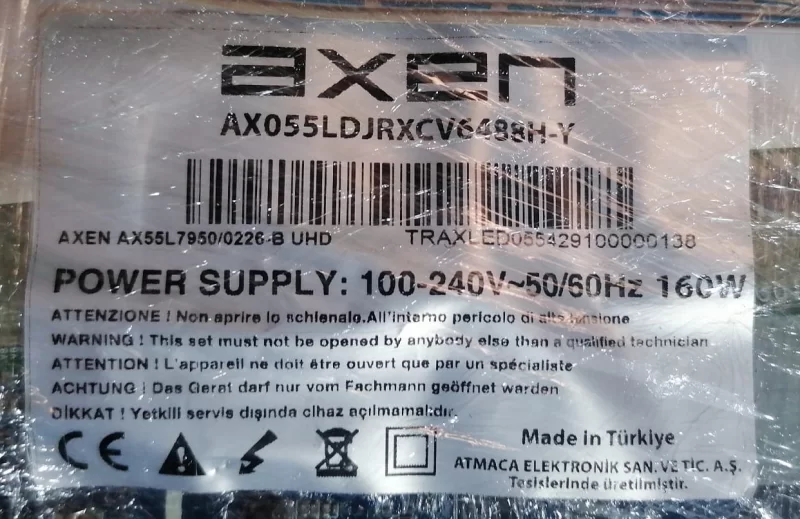 axen
AX055LDJRXCV6488H-Y
AXEN AX55L7950/0226-B UHD TRAXLED055429100000138
POWER SUPPLY: 100-240V~50/60Hz 160W
ATTENZIONE ! Non aprire lo schienalo.All'interno pericolo di alta tensione
WARNING ! This set must not be opened by anybody else than a qualified technician
ATTENTION ! L'appareil ne doit être ouvert que par un spécialiste
ACHTUNG ! Das Gerat darf nur vom Fachmann geöffnet warden
DİKKAT ! Yetkili servis dışında cihaz açılmamalıdır.
CE
Made in Türkiye
ATMACA ELEKTRONİK SAN. VE TİC. A.Ş.
Tesislerinde üretilmiştir.